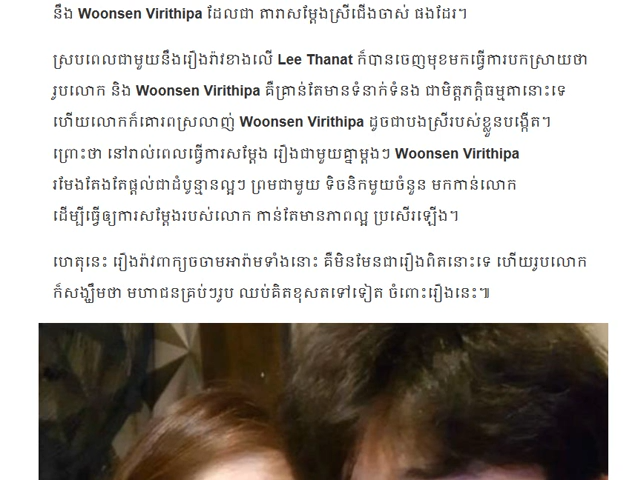 នឹង Woonsen Virithipa ដែលជា តារាសម្តែងស្រីជើងចាស់ ផងដែរ។
ស្របពេលជាមួយនឹងរឿងរ៉ាវខាងលើ Lee Thanat ក៏បានចេញមុខមកធ្វើការបកស្រាយថា
រូបលោក និង Woonsen Virithipa គឺគ្រាន់តែមានទំនាក់ទំនង ជាមិត្តភក្តិធម្មតានោះទេ
ហើយលោកក៏គោរពស្រលាញ់ Woonsen Virithipa ដូចជាបងស្រីរបស់ខ្លួនបង្កើត។
ព្រោះថា នៅរាល់ពេលធ្វើការសម្តែង រឿងជាមួយគ្នាម្តងៗ Woonsen Virithipa
រមែងតែងតែផ្តល់ជាដំបូន្មានល្អៗ ព្រមជាមួយ ទិចនិកមួយចំនួន មកកាន់លោក
ដើម្បីធ្វើឲ្យការសម្តែងរបស់លោក កាន់តែមានភាពល្អ ប្រសើរឡើង។
ហេតុនេះ រឿងរ៉ាវពាក្យចចាមអារ៉ាមទាំងនោះ គឺមិនមែនជារឿងពិតនោះទេ ហើយរូបលោក
ក៏សង្ឃឹមថា មហាជនគ្រប់ៗរូប ឈប់គិតខុសតទៅទៀត ចំពោះរឿងនេះ៕